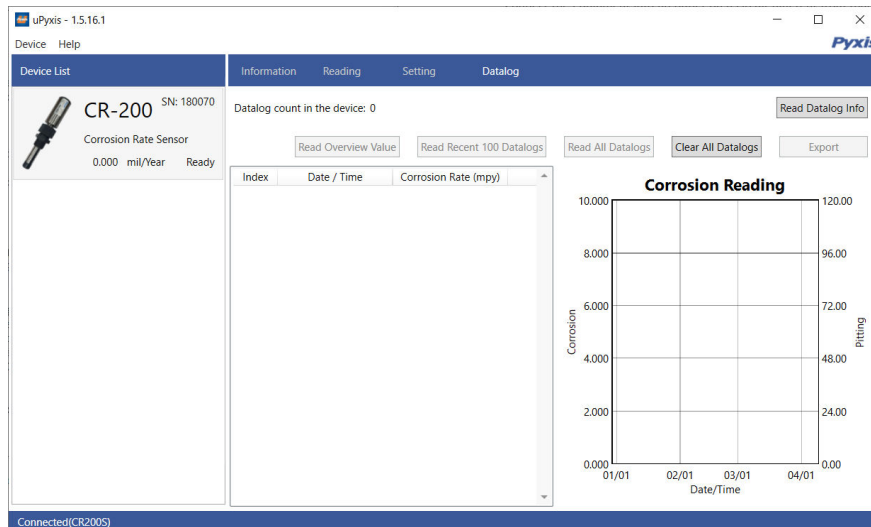 uPyxis - 1.5.16.1
Device Help
Pyxis
Device List
Information Reading Setting Datalog
CR-200 SN: 180070
Corrosion Rate Sensor
0.000 mil/Year Ready
Datalog count in the device: 0
Read Datalog Info
Read Overview Value Read Recent 100 Datalogs Read All Datalogs Clear All Datalogs Export
Index Date / Time Corrosion Rate (mpy)
Corrosion Reading
10.000 120.00
8.000 96.00
6.000 72.00
Corrosion
Pitting
4.000 48.00
2.000 24.00
0.000 0.00
01/01 02/01 03/01 04/01
Date/Time
Connected(CR200S)